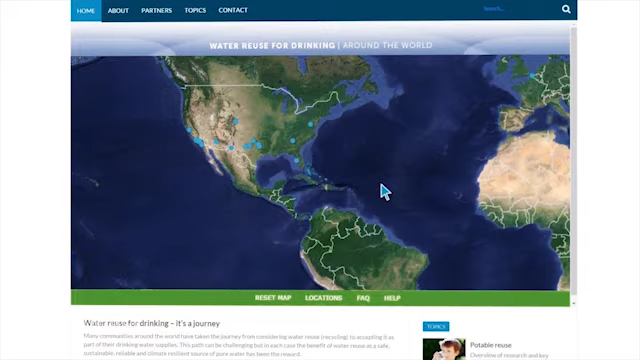 HOME ABOUT PARTNERS TOPICS CONTACT Search...
WATER REUSE FOR DRINKING | AROUND THE WORLD
RESET MAP LOCATIONS FAQ HELP
Water reuse for drinking – it's a journey
Many communities around the world have taken the journey from considering water reuse (recycling) to accepting it as
part of their drinking water supplies. This path can be challenging but in each case the benefit of water reuse as a safe,
sustainable, reliable and climate resilient source of pure water has been the reward.
TOPICS
Potable reuse
Overview of research and key